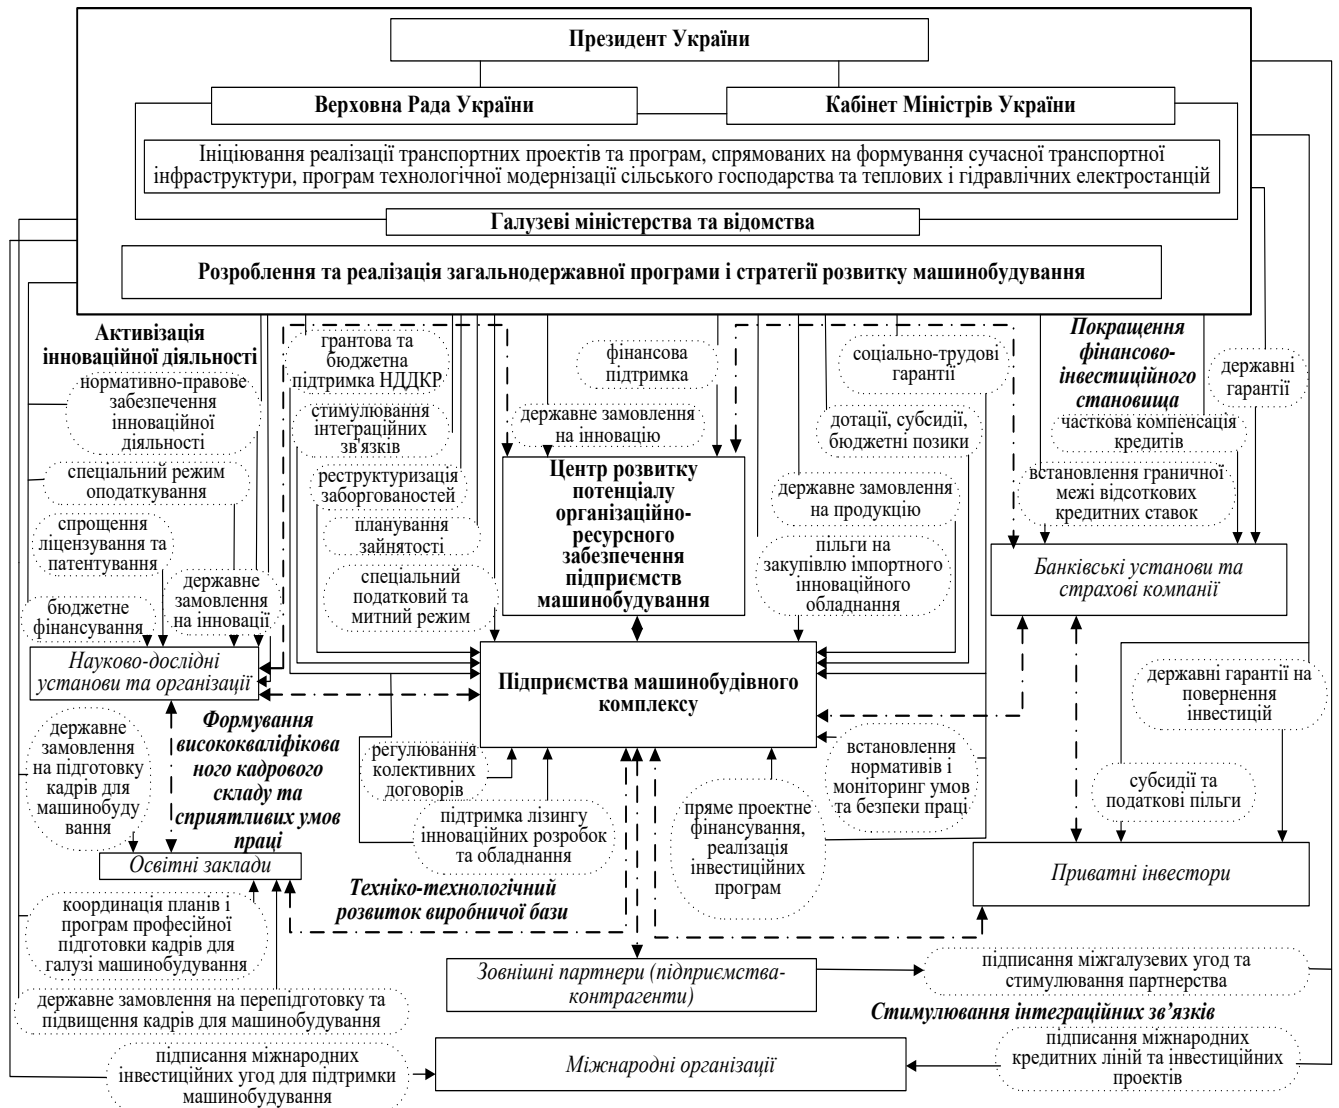 Президент України
Верховна Рада України
Кабінет Міністрів України
Ініціювання реалізації транспортних проектів та програм, спрямованих на формування сучасної транспортної
інфраструктури, програм технологічної модернізації сільського господарства та теплових і гідравлічних електростанцій
Галузеві міністерства та відомства
Розроблення та реалізація загальнодержавної програми і стратегії розвитку машинобудування
Активізація
інноваційної діяльності
нормативно-правове
забезпечення
інноваційної
діяльності
спеціальний режим
оподаткування
спрощення
ліцензування та
патентування
бюджетне
фінансування
державне
замовлення
на інновації
грантова та
бюджетна
підтримка НДДКР
стимулювання
інтеграційних
зв'язків
реструктуризація
заборгованостей
планування
зайнятості
спеціальний
податковий та
митний режим
державне замовлення
на інновацію
фінансова
підтримка
Центр розвитку
потенціалу
організаційно-
ресурсного
забезпечення
підприємств
машинобудування
соціально-трудові
гарантії
дотації, субсидії,
бюджетні позики
державне замовлення
на продукцію
пільги на
закупівлю імпортного
інноваційного
обладнання
Покращення
фінансово-
інвестиційного
становища
державні
гарантії
часткова компенсація
кредитів
встановлення граничної
межі відсоткових
кредитних ставок
Банківські установи та
страхові компанії
Науково-дослідні
установи та організації
Підприємства машинобудівного
комплексу
державні гарантії на
повернення
інвестицій
субсидії та
податкові пільги
державне
замовлення
на підготовку
кадрів для
машинобуду
вання
Формування
висококваліфікова
ного кадрового
складу та
сприятливих умов
праці
регулювання
колективних
договорів
підтримка лізингу
інноваційних розробок
та обладнання
пряме проектне
фінансування,
реалізація
інвестиційних
програм
встановлення
нормативів і
моніторинг умов
та безпеки праці
Освітні заклади
Приватні інвестори
Техніко-технологічний
розвиток виробничої бази
координація планів і
програм професійної
підготовки кадрів для
галузі машинобудування
Зовнішні партнери (підприємства-
контрагенти)
підписання міжгалузевих угод та
стимулювання партнерства
державне замовлення на перепідготовку та
підвищення кадрів для машинобудування
Стимулювання інтеграційних зв’язків
підписання міжнародних
інвестиційних угод для підтримки
машинобудування
Міжнародні організації
підписання міжнародних
кредитних ліній та інвестиційних
проектів